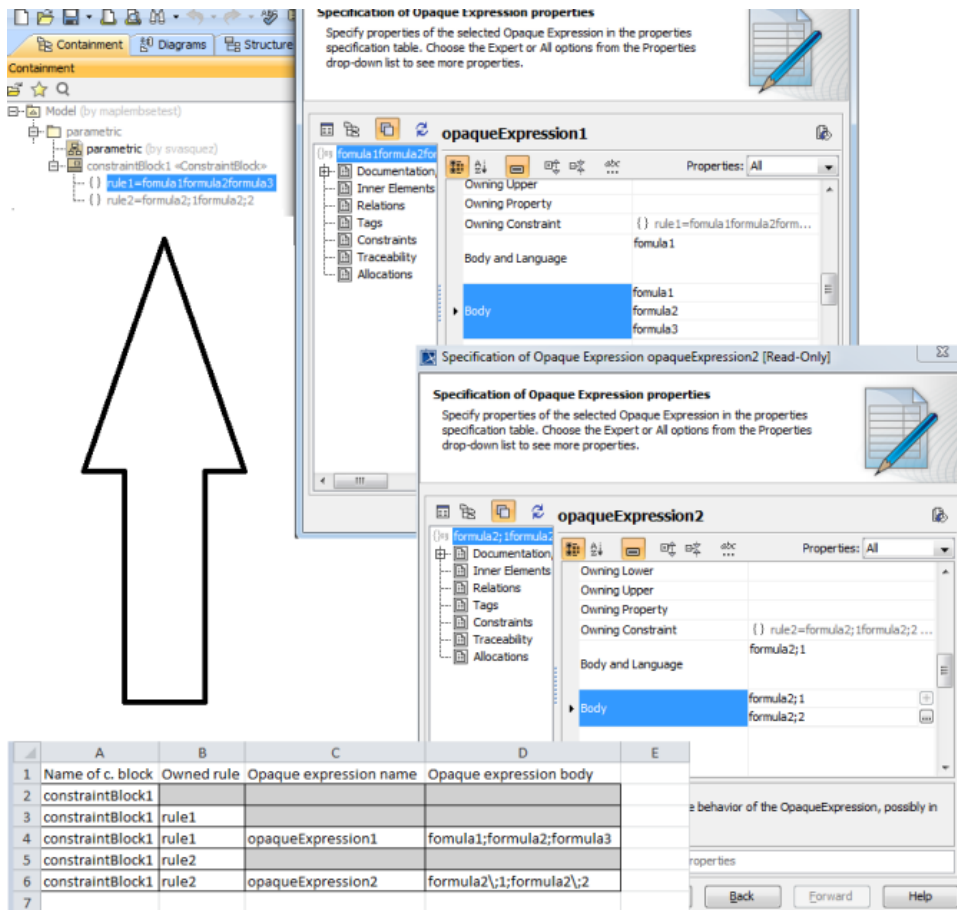 Specification of Opaque Expression properties
Specify properties of the selected Opaque Expression in the properties
specification table. Choose the Expert or All options from the Properties
drop-down list to see more properties.
Containment Diagrams Structure
Containment
Model (by maplembsetest)
parametric
parametric (by svasquez)
constraintBlock1 «ConstraintBlock»
{ } rule1=fomula1formula2formula3
{ } rule2=formula2;1formula2;2
opaqueExpression1
fomula1formula2for
Documentation,
Inner Elements
Relations
Tags
Constraints
Traceability
Allocations
Properties: All
Owning Upper
Owning Property
Owning Constraint { } rule1=fomula1formula2form...
Body and Language fomula1
Body
fomula1
formula2
formula3
Specification of Opaque Expression opaqueExpression2 [Read-Only]
Specification of Opaque Expression properties
Specify properties of the selected Opaque Expression in the properties
specification table. Choose the Expert or All options from the Properties
drop-down list to see more properties.
opaqueExpression2
formula2;1formula2
Documentation,
Inner Elements
Relations
Tags
Constraints
Traceability
Allocations
Properties: All
Owning Lower
Owning Upper
Owning Property
Owning Constraint { } rule2=formula2;1formula2;2 ...
Body and Language formula2;1
Body
formula2;1
formula2;2
e behavior of the OpaqueExpression, possibly in
roperties
Back Forward Help
A B C D E
1 Name of c. block Owned rule Opaque expression name Opaque expression body
2 constraintBlock1
3 constraintBlock1 rule1
4 constraintBlock1 rule1 opaqueExpression1 fomula1;formula2;formula3
5 constraintBlock1 rule2
6 constraintBlock1 rule2 opaqueExpression2 formula2\;1;formula2\;2
7